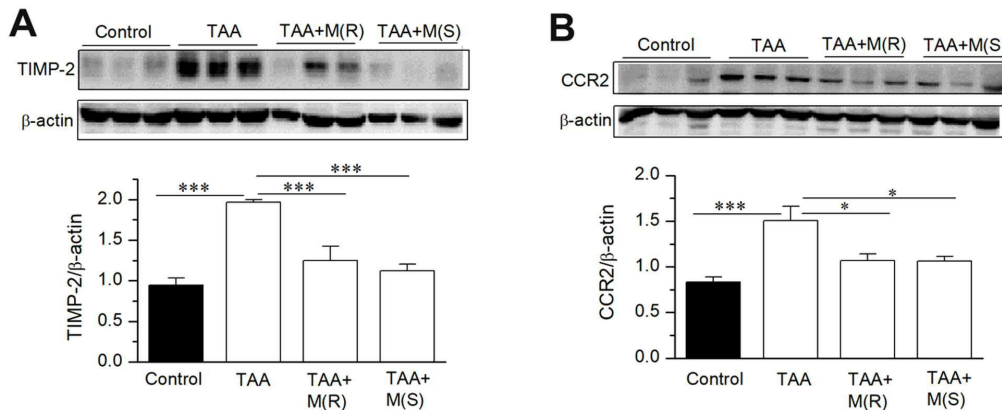 A
Control TAA TAA+M(R) TAA+M(S)
TIMP-2
β-actin
*** *** ***
TIMP-2/β-actin
2.0
1.5
1.0
0.5
0.0
Control TAA TAA+ TAA+
M(R) M(S)
B
Control TAA TAA+M(R) TAA+M(S
CCR2
β-actin
*** * *
CCR2/β-actin
2.0
1.5
1.0
0.5
0.0
Control TAA TAA+ TAA+
M(R) M(S)